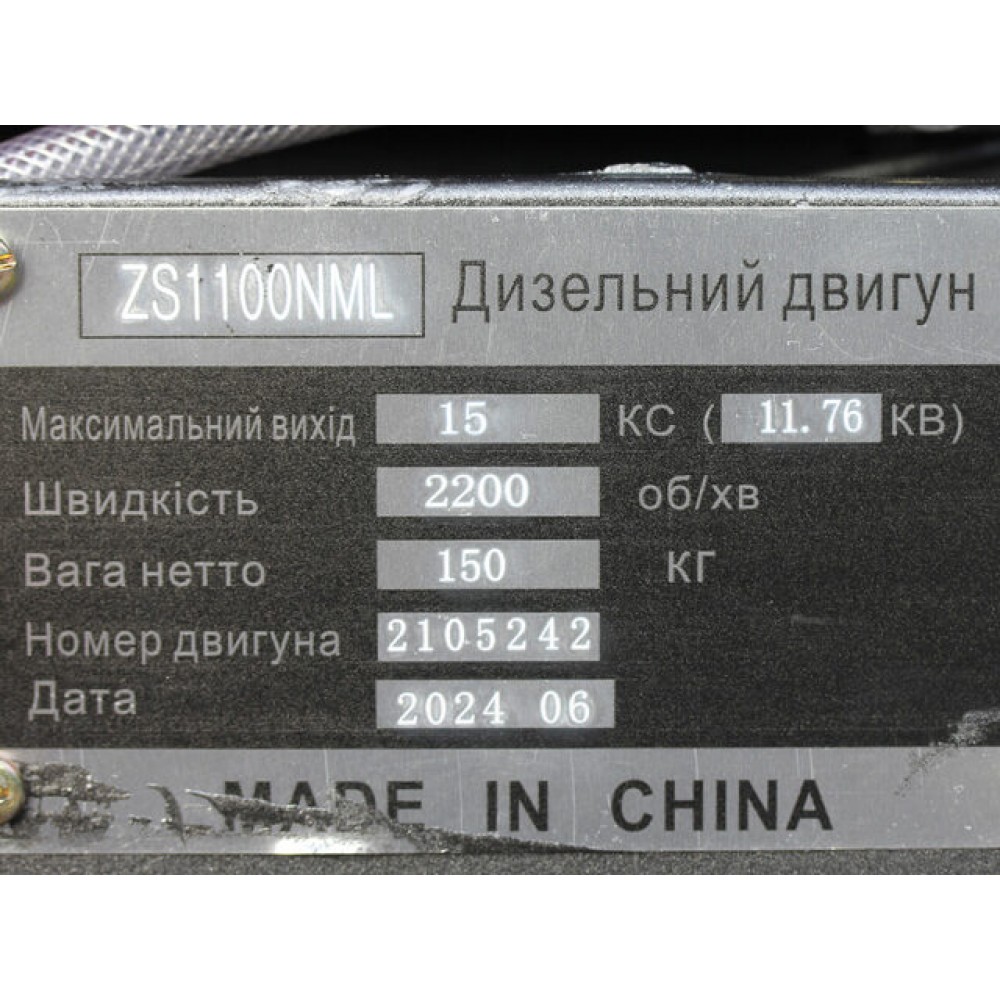 ZS1100NML Дизельний двигун
Максимальний вихід 15 КС ( 11.76 КВ)
Швидкість 2200 об/хв
Вага нетто 150 КГ
Номер двигуна 2105242
Дата 2024 06
MADE IN CHINA